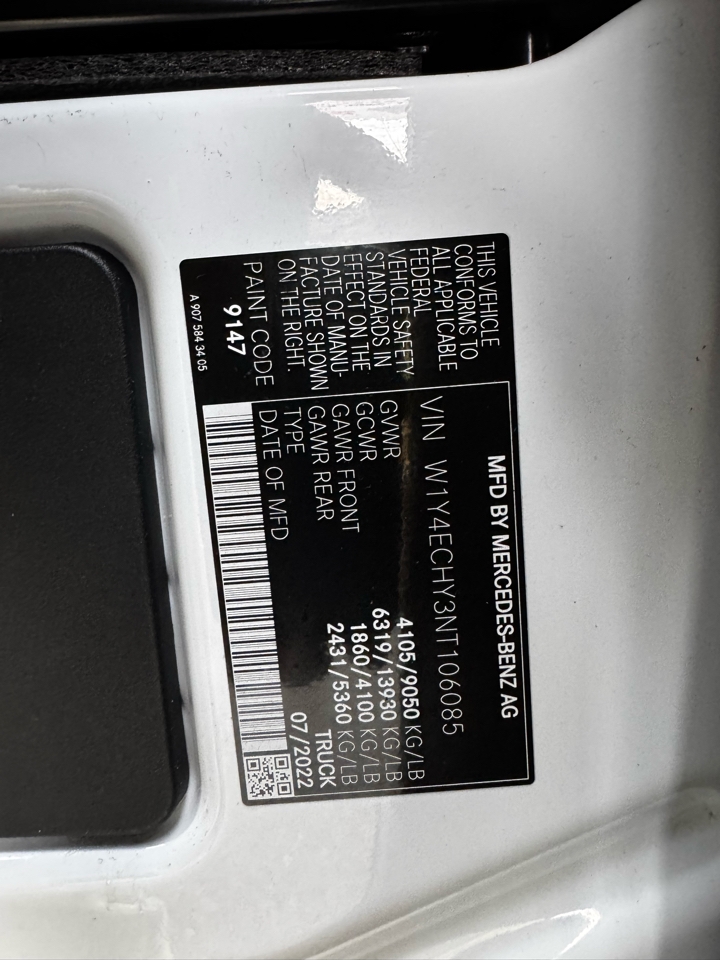 MFD BY MERCEDES-BENZ AG
THIS VEHICLE
CONFORMS TO
ALL APPLICABLE
FEDERAL
VEHICLE SAFETY
STANDARDS IN
EFFECT ON THE
DATE OF MANU-
FACTURE SHOWN
ON THE RIGHT.
PAINT CODE
9147
A 907 584 34 05
VIN W1Y4ECHY3NT106085
GVWR 4105/9050 KG/LB
GCWR 6319/13930 KG/LB
GAWR FRONT 1860/4100 KG/LB
GAWR REAR 2431/5360 KG/LB
TYPE TRUCK
DATE OF MFD 07/2022